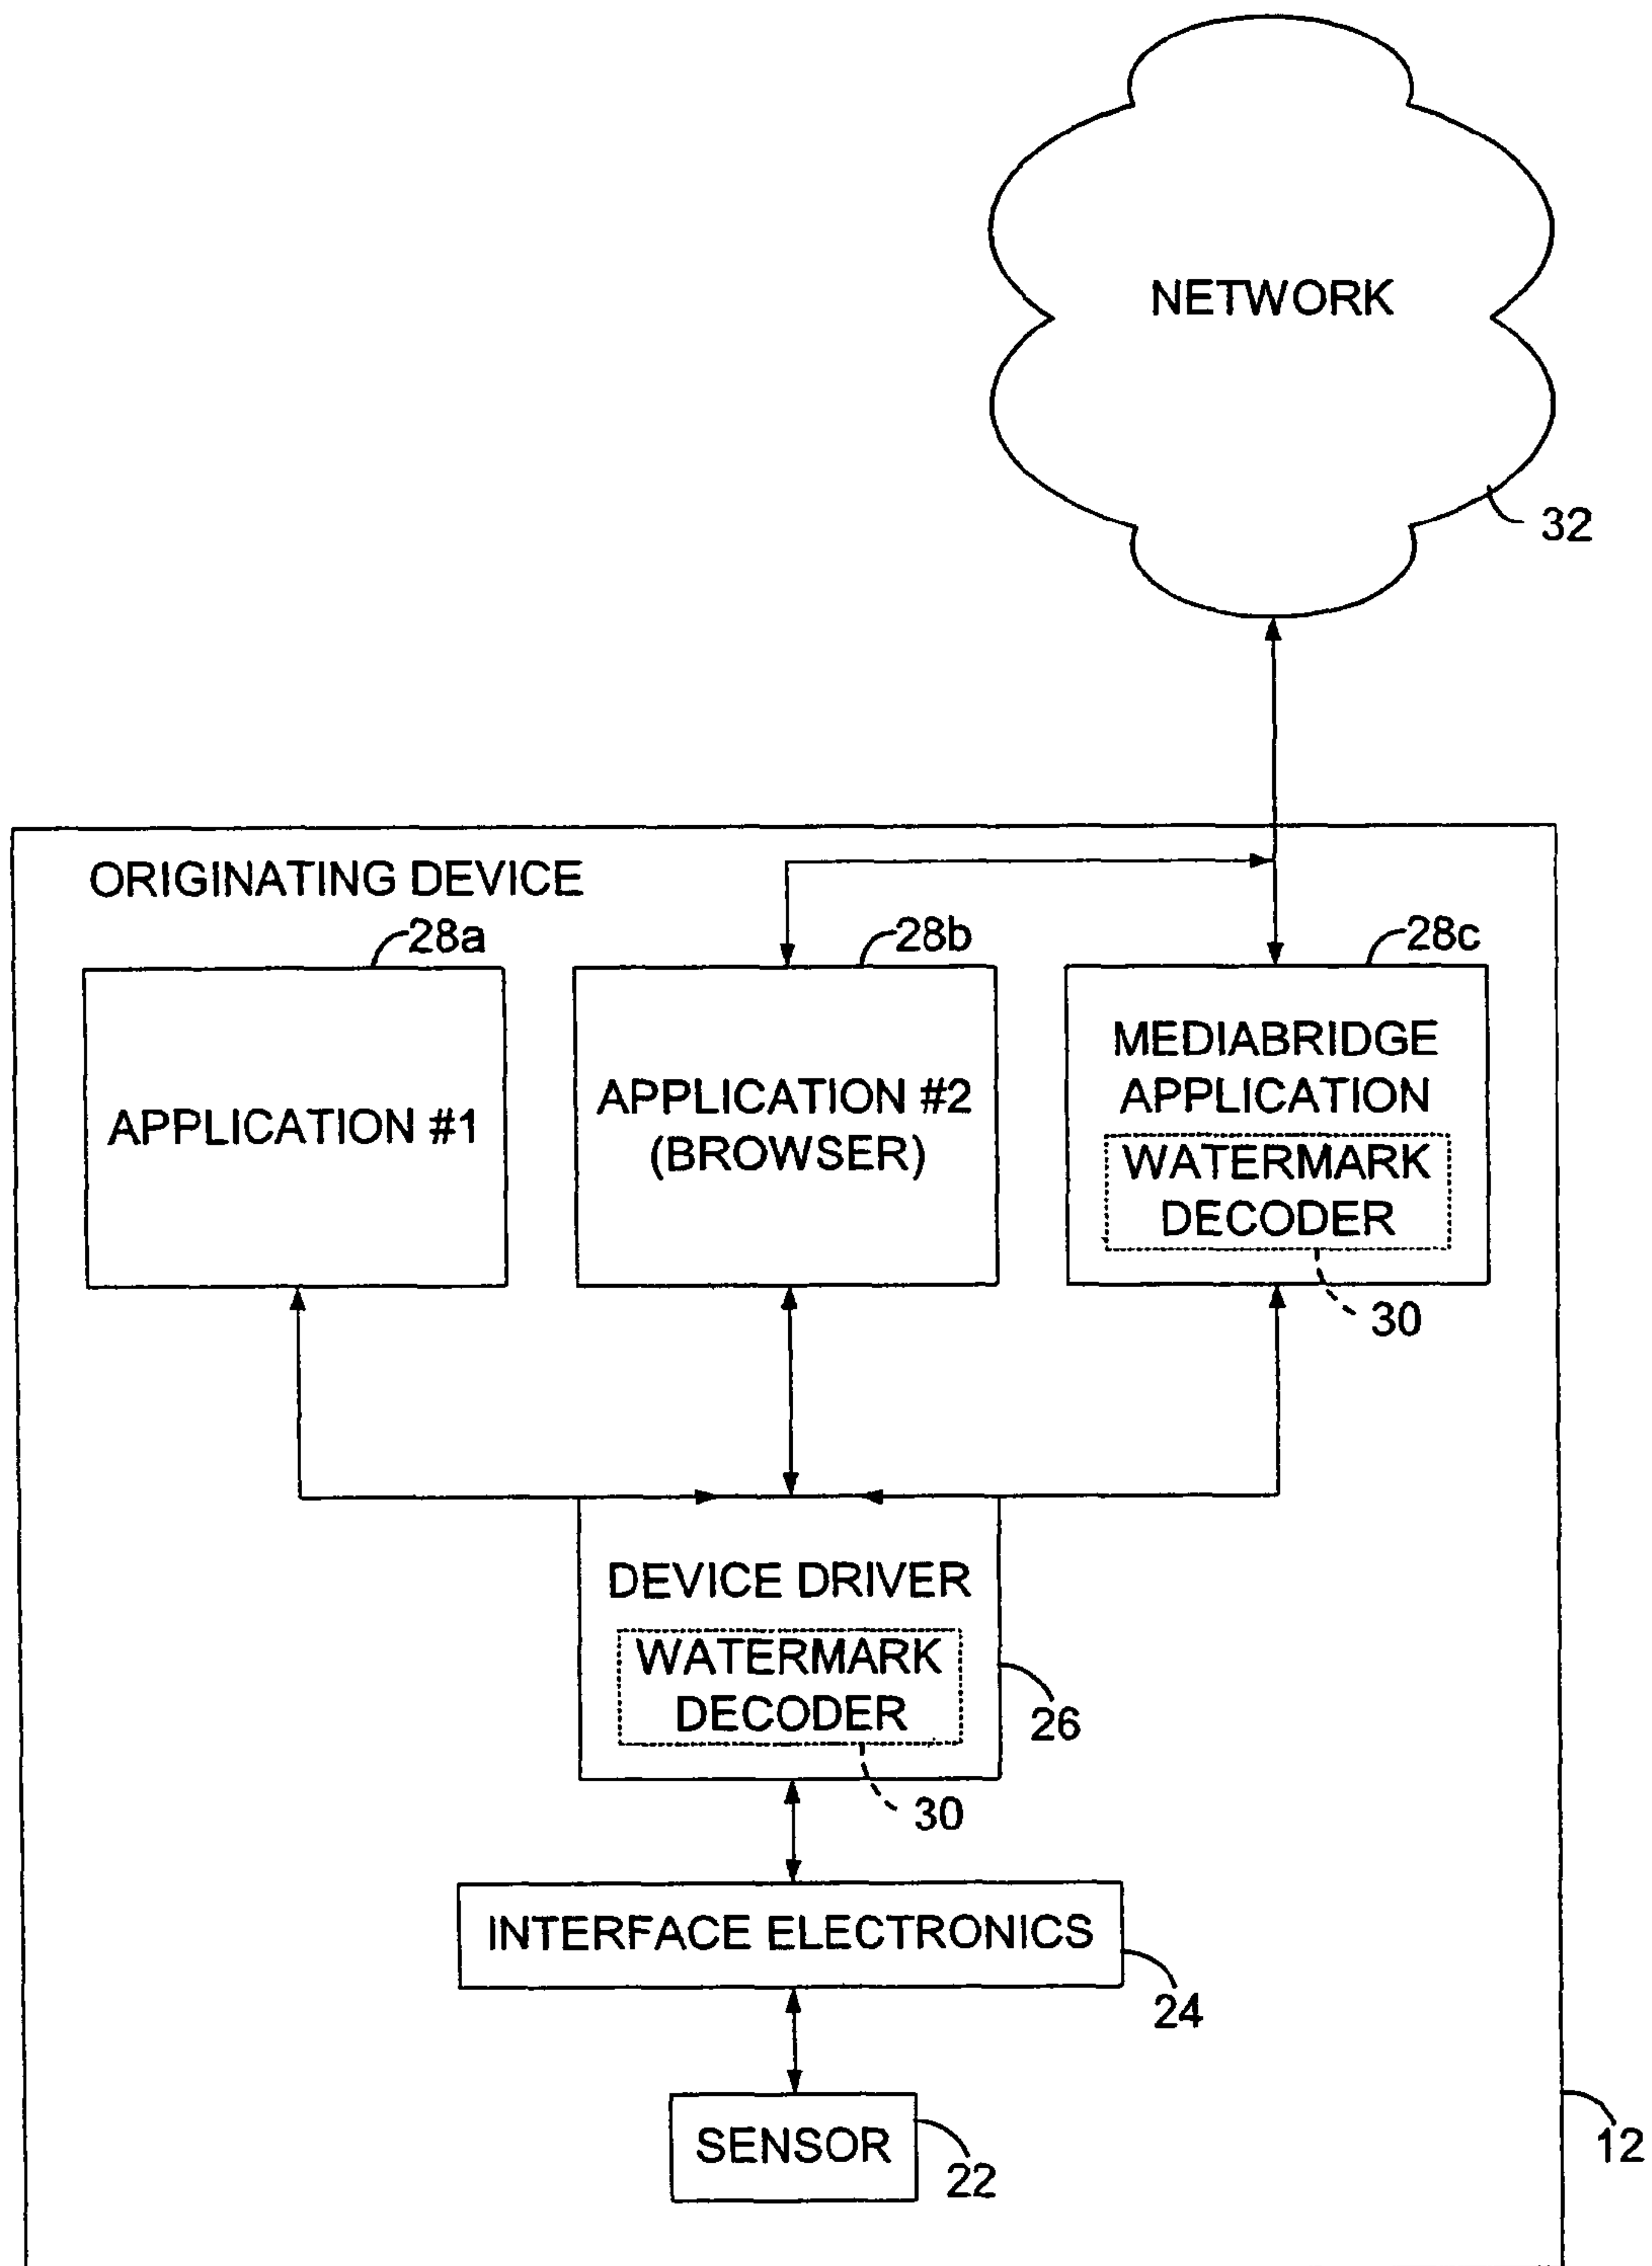 NETWORK
32
ORIGINATING DEVICE
28a
28b
28c
APPLICATION #1
APPLICATION #2
(BROWSER)
MEDIABRIDGE
APPLICATION
WATERMARK
DECODER
30
DEVICE DRIVER
WATERMARK
DECODER
26
30
INTERFACE ELECTRONICS
24
SENSOR
22
12